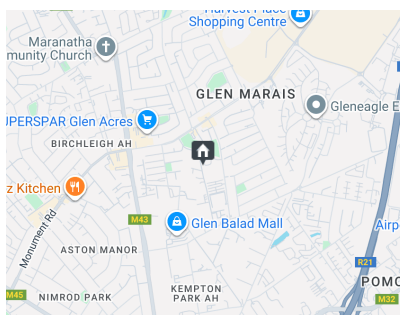 Harvest Place
Shopping Centre
Maranatha
munity Church
GLEN MARAIS
Gleneagle E
UPERSPAR Glen Acres
BIRCHLEIGH AH
z Kitchen
Monument Rd
M43
Glen Balad Mall
Airp
ASTON MANOR
R21
POMO
KEMPTON
PARK AH
M45
NIMROD PARK
M32